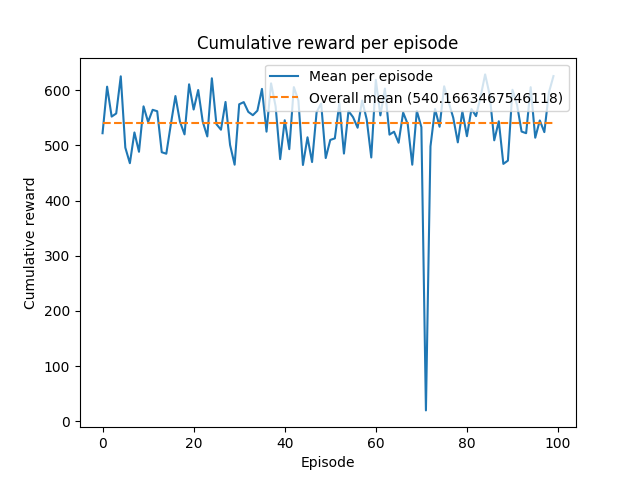 Cumulative reward per episode
Mean per episode
Overall mean (540.1663467546118)
600
500
400
300
200
100
0
Cumulative reward
0 20 40 60 80 100
Episode